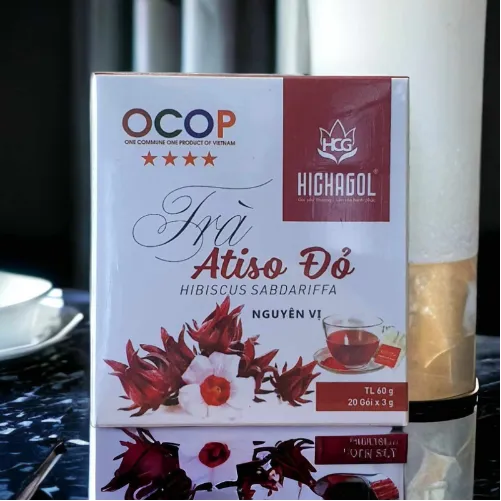 OCOP
ONE COMMUNE ONE PRODUCT OF VIETNAM
HCG
HIGHAGOL®
Trà
Atiso Đỏ
HIBISCUS SABDARIFFA
NGUYÊN VỊ
TL 60 g
20 Gói x 3 g